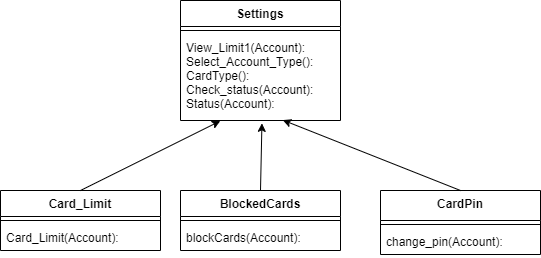 Settings
View_Limit1(Account):
Select_Account_Type():
CardType():
Check_status(Account):
Status(Account):
Card_Limit
Card_Limit(Account):
BlockedCards
blockCards(Account):
CardPin
change_pin(Account):